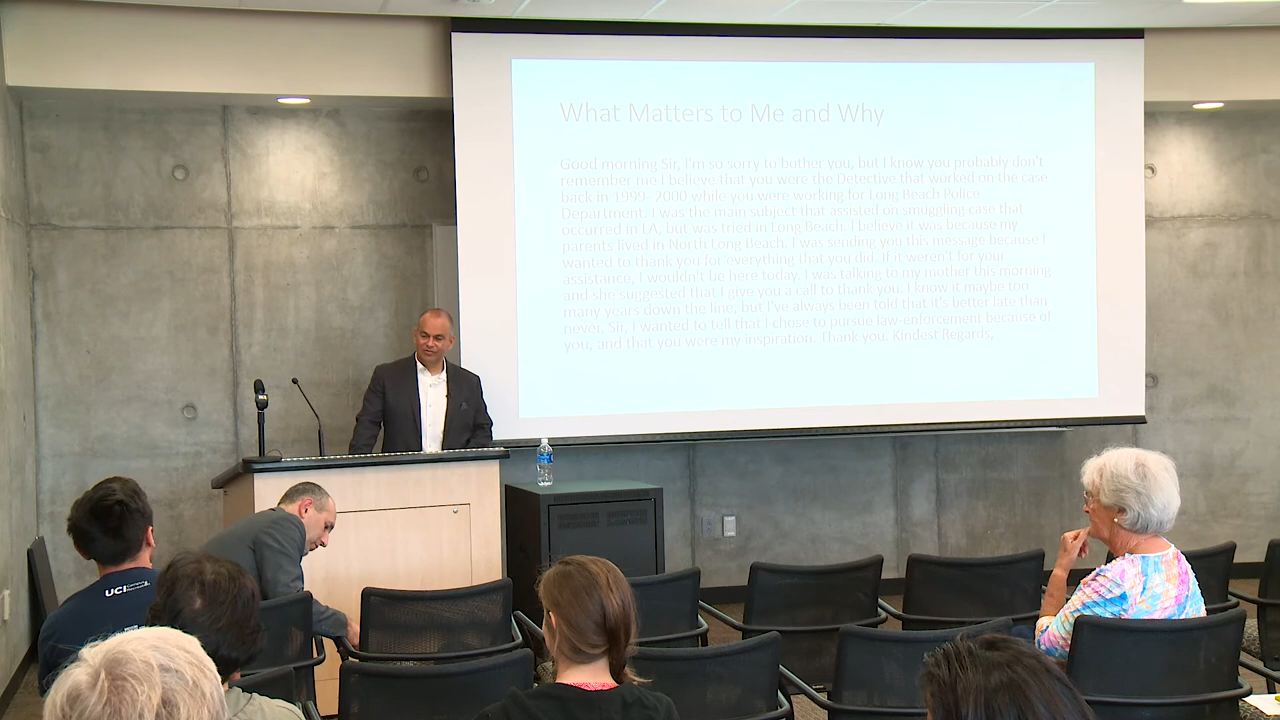 What Matters to Me and Why
Good morning Sir, I'm so sorry to bother you, but I know you probably don't
remember me I believe that you were the Detective that worked on the case
back in 1999- 2000 while you were working for Long Beach Police
Department. I was the main subject that assisted on smuggling case that
occurred in LA, but was tried in Long Beach. I believe it was because my
parents lived in North Long Beach. I was sending you this message because I
wanted to thank you for everything that you did. If it weren't for your
assistance, I wouldn't be here today. I was talking to my mother this morning
and she suggested that I give you a call to thank you. I know it maybe too
many years down the line, but I've always been told that it's better late than
never. Sir, I wanted to tell that I chose to pursue law-enforcement because of
you, and that you were my inspiration. Thank you. Kindest Regards,
UCI